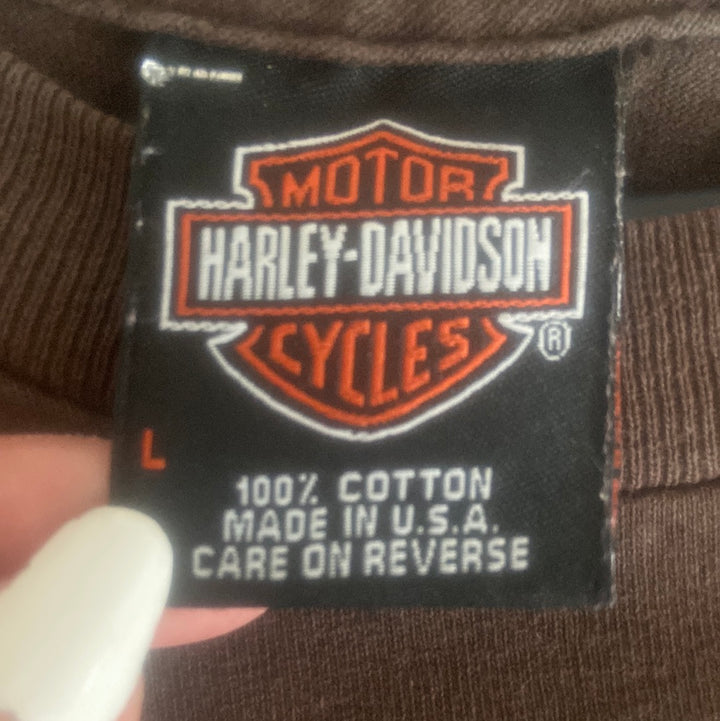 MOTOR
HARLEY-DAVIDSON
CYCLES
®
L
100% COTTON
MADE IN U.S.A.
CARE ON REVERSE